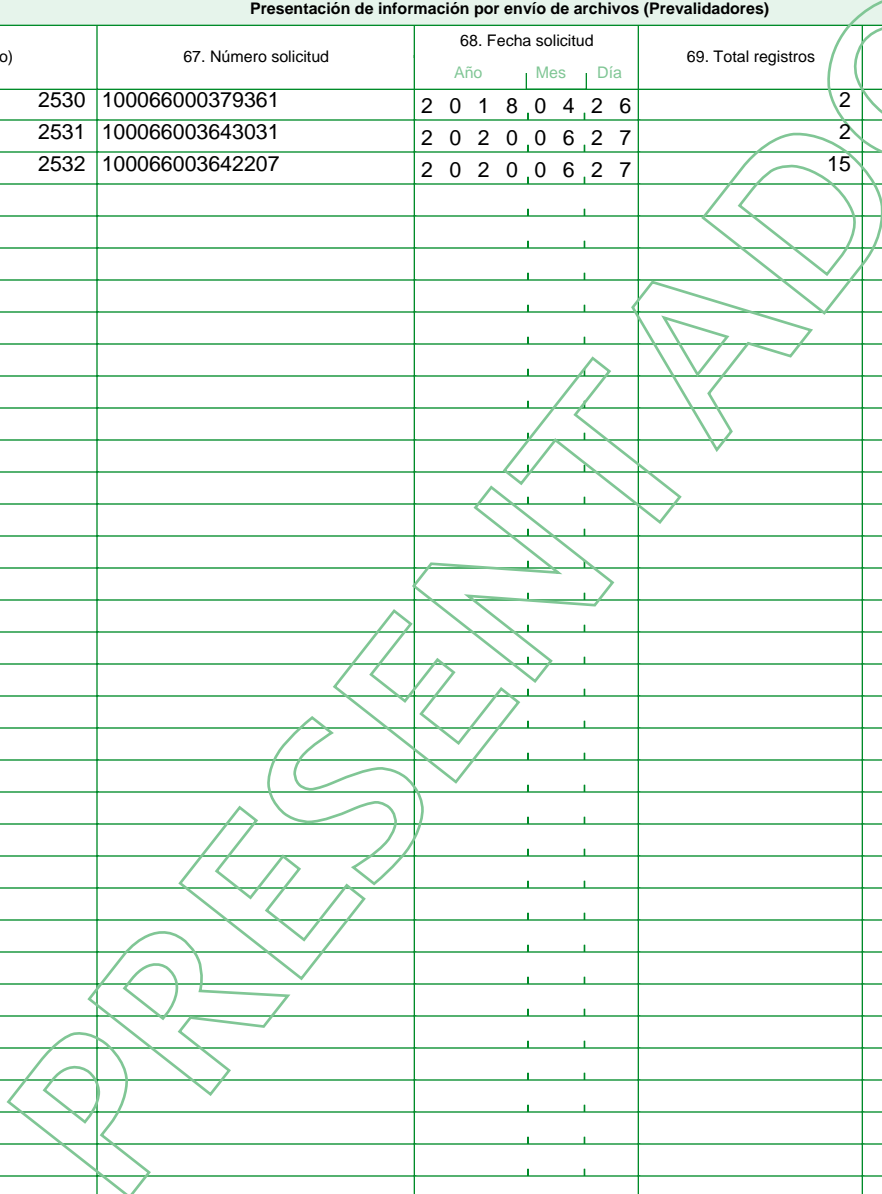 Presentación de información por envío de archivos (Prevalidadores)
o) 67. Número solicitud 68. Fecha solicitud 69. Total registros
Año Mes Día
2530 100066000379361 2 0 1 8 0 4 2 6 2
2531 100066003643031 2 0 2 0 0 6 2 7 2
2532 100066003642207 2 0 2 0 0 6 2 7 15
PRESENTADO